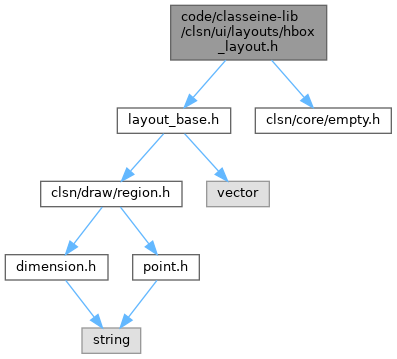 code/classeine-lib
/clsn/ui/layouts/hbox
_layout.h
layout_base.h
clsn/core/empty.h
clsn/draw/region.h
vector
dimension.h
point.h
string